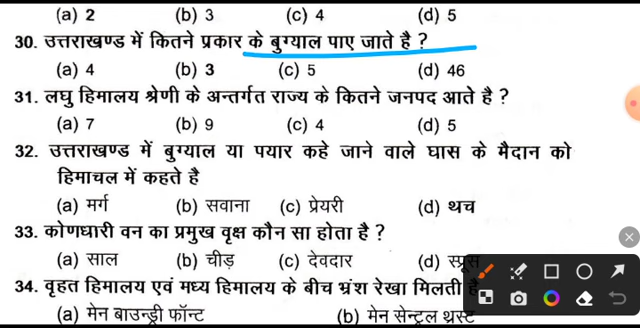 (a) 2 (b) 3 (c) 4 (d) 5
30. उत्तराखण्ड में कितने प्रकार के बुग्याल पाए जाते है ?
(a) 4 (b) 3 (c) 5 (d) 46
31. लघु हिमालय श्रेणी के अन्तर्गत राज्य के कितने जनपद आते है ?
(a) 7 (b) 9 (c) 4 (d) 5
32. उत्तराखण्ड में बुग्याल या पयार कहे जाने वाले घास के मैदान को
हिमाचल में कहते है
(a) मर्ग (b) सवाना (c) प्रेयरी (d) थच
33. कोणधारी वन का प्रमुख वृक्ष कौन सा होता है ?
(a) साल (b) चीड़ (c) देवदार (d) स्प्रूस
34. वृहत हिमालय एवं मध्य हिमालय के बीच भ्रंश रेखा मिलती है
(a) मेन बाउन्ड्री फॉन्ट (b) मेन सेन्ट्रल थ्रस्ट